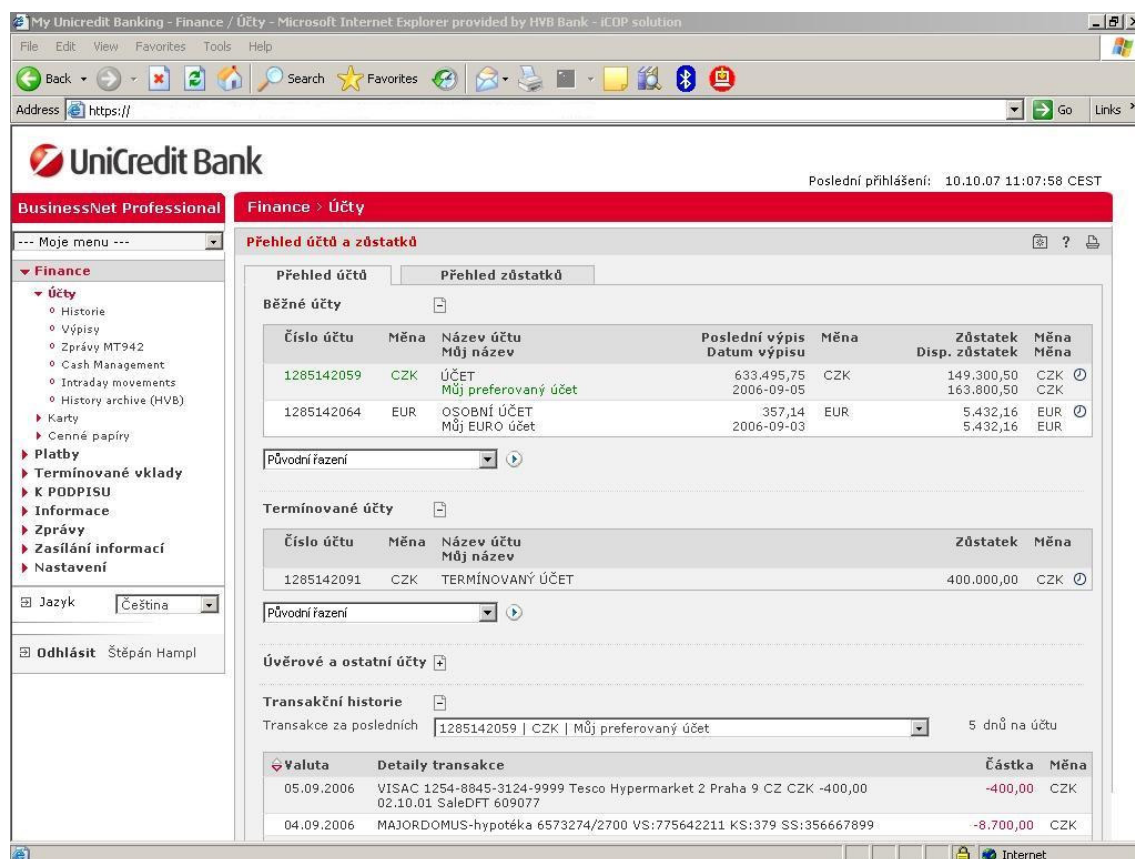 My Unicredit Banking - Finance / Účty - Microsoft Internet Explorer provided by HVB Bank - iCOP solution
File Edit View Favorites Tools Help
Back Search Favorites
Address https:// Go Links
UniCredit Bank
Poslední přihlášení: 10.10.07 11:07:58 CEST
BusinessNet Professional
Finance > Účty
--- Moje menu ---
Finance
Účty
Historie
Výpisy
Zprávy MT942
Cash Management
Intraday movements
History archive (HVB)
Karty
Cenné papíry
Platby
Termínované vklady
K PODPISU
Informace
Zprávy
Zasílání informací
Nastavení
Jazyk Čeština
Odhlásit Štěpán Hampl
Přehled účtů a zůstatků ?
Přehled účtů Přehled zůstatků
Běžné účty
Číslo účtu Měna Název účtu Poslední výpis Měna Zůstatek Měna
Můj název Datum výpisu Disp. zůstatek Měna
1285142059 CZK ÚČET 633.495,75 CZK 149.300,50 CZK
Můj preferovaný účet 2006-09-05 163.800,50 CZK
1285142064 EUR OSOBNÍ ÚČET 357,14 EUR 5.432,16 EUR
Můj EURO účet 2006-09-03 5.432,16 EUR
Původní řazení
Termínované účty
Číslo účtu Měna Název účtu Zůstatek Měna
Můj název
1285142091 CZK TERMÍNOVANÝ ÚČET 400.000,00 CZK
Původní řazení
Úvěrové a ostatní účty
Transakční historie
Transakce za posledních 1285142059 | CZK | Můj preferovaný účet 5 dnů na účtu
Valuta Detaily transakce Částka Měna
05.09.2006 VISAC 1254-8845-3124-9999 Tesco Hypermarket 2 Praha 9 CZ CZK -400,00 -400,00 CZK
02.10.01 SaleDFT 609077
04.09.2006 MAJORDOMUS-hypotéka 6573274/2700 VS:775642211 KS:379 SS:356667899 -8.700,00 CZK
Internet